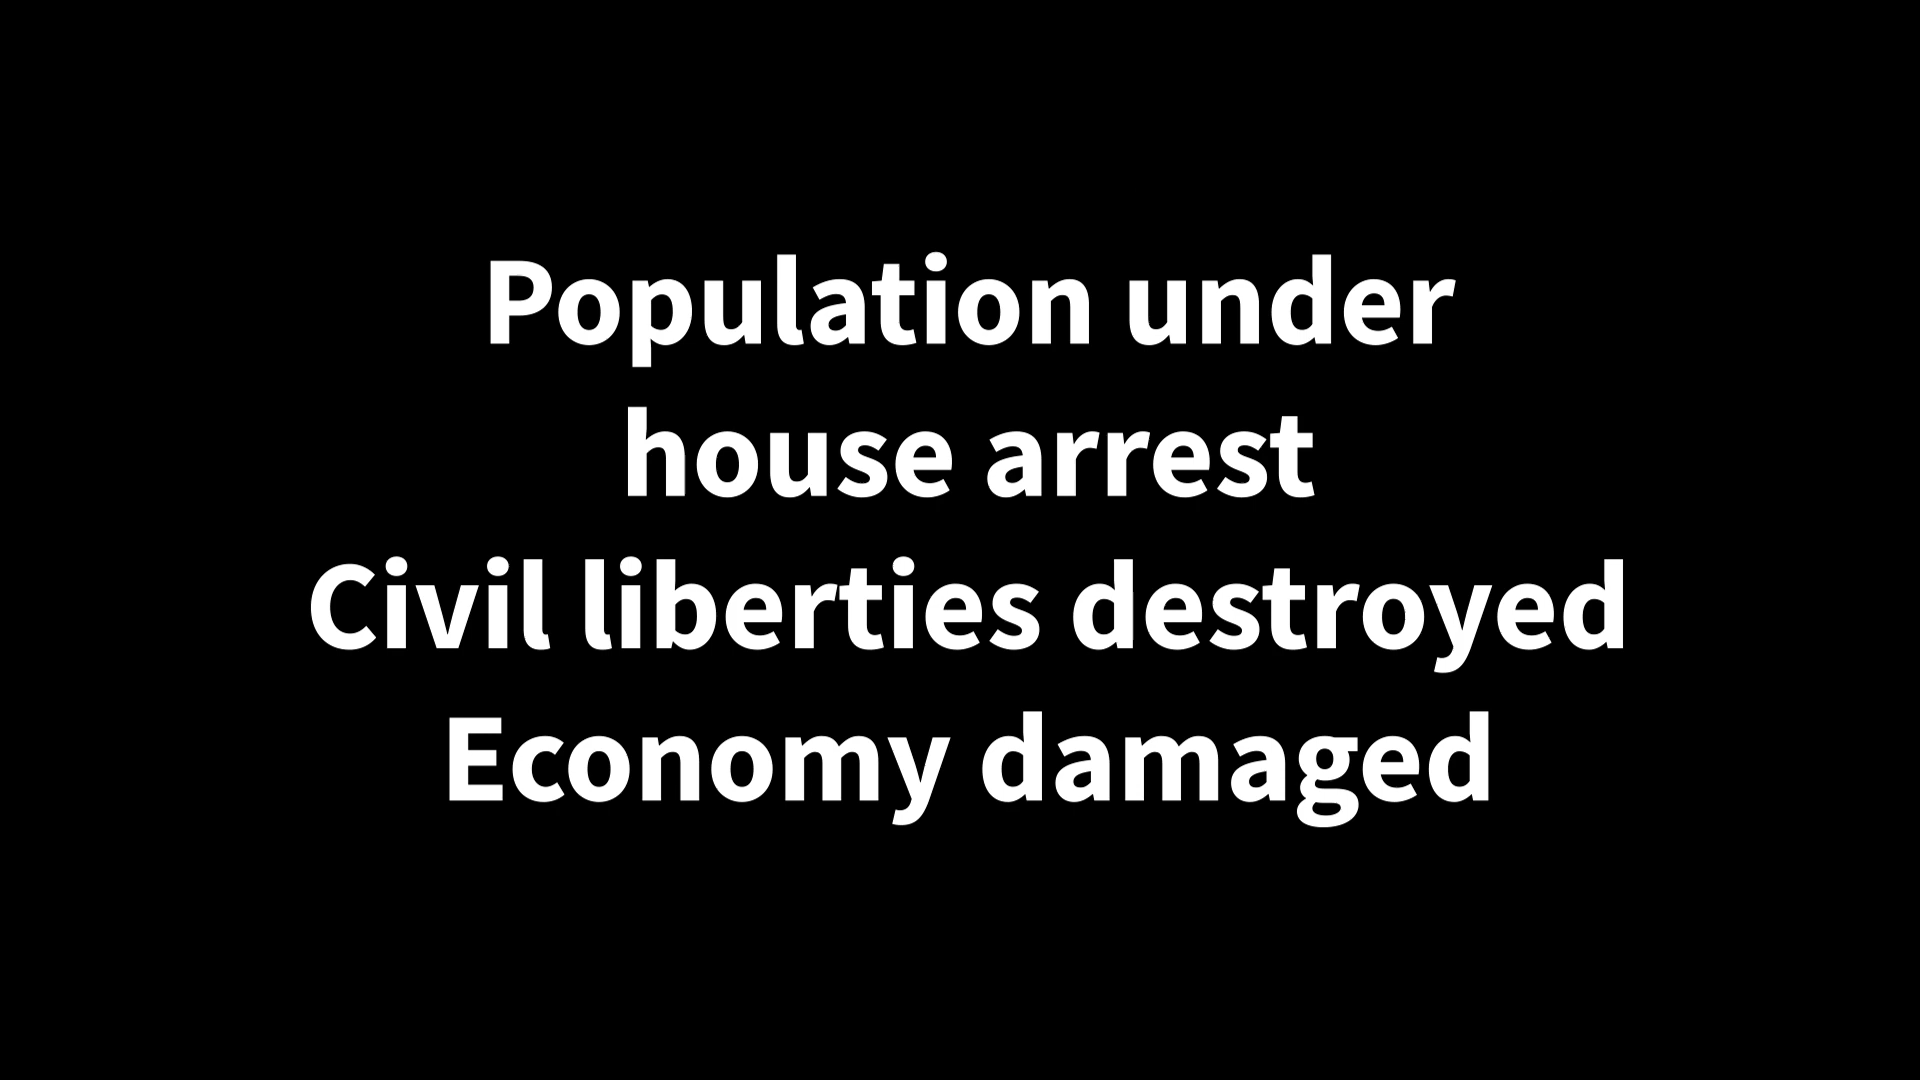 Population under
house arrest
Civil liberties destroyed
Economy damaged